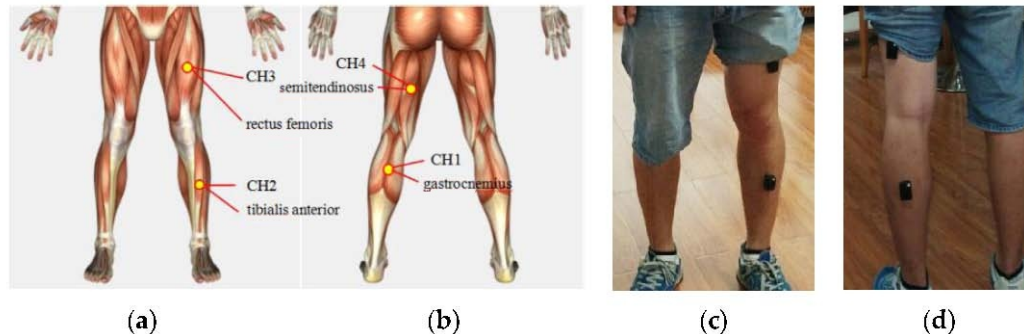 CH3
rectus femoris
CH2
tibialis anterior
CH4
semitendinosus
CH1
gastrocnemius
(a)
(b)
(c)
(d)